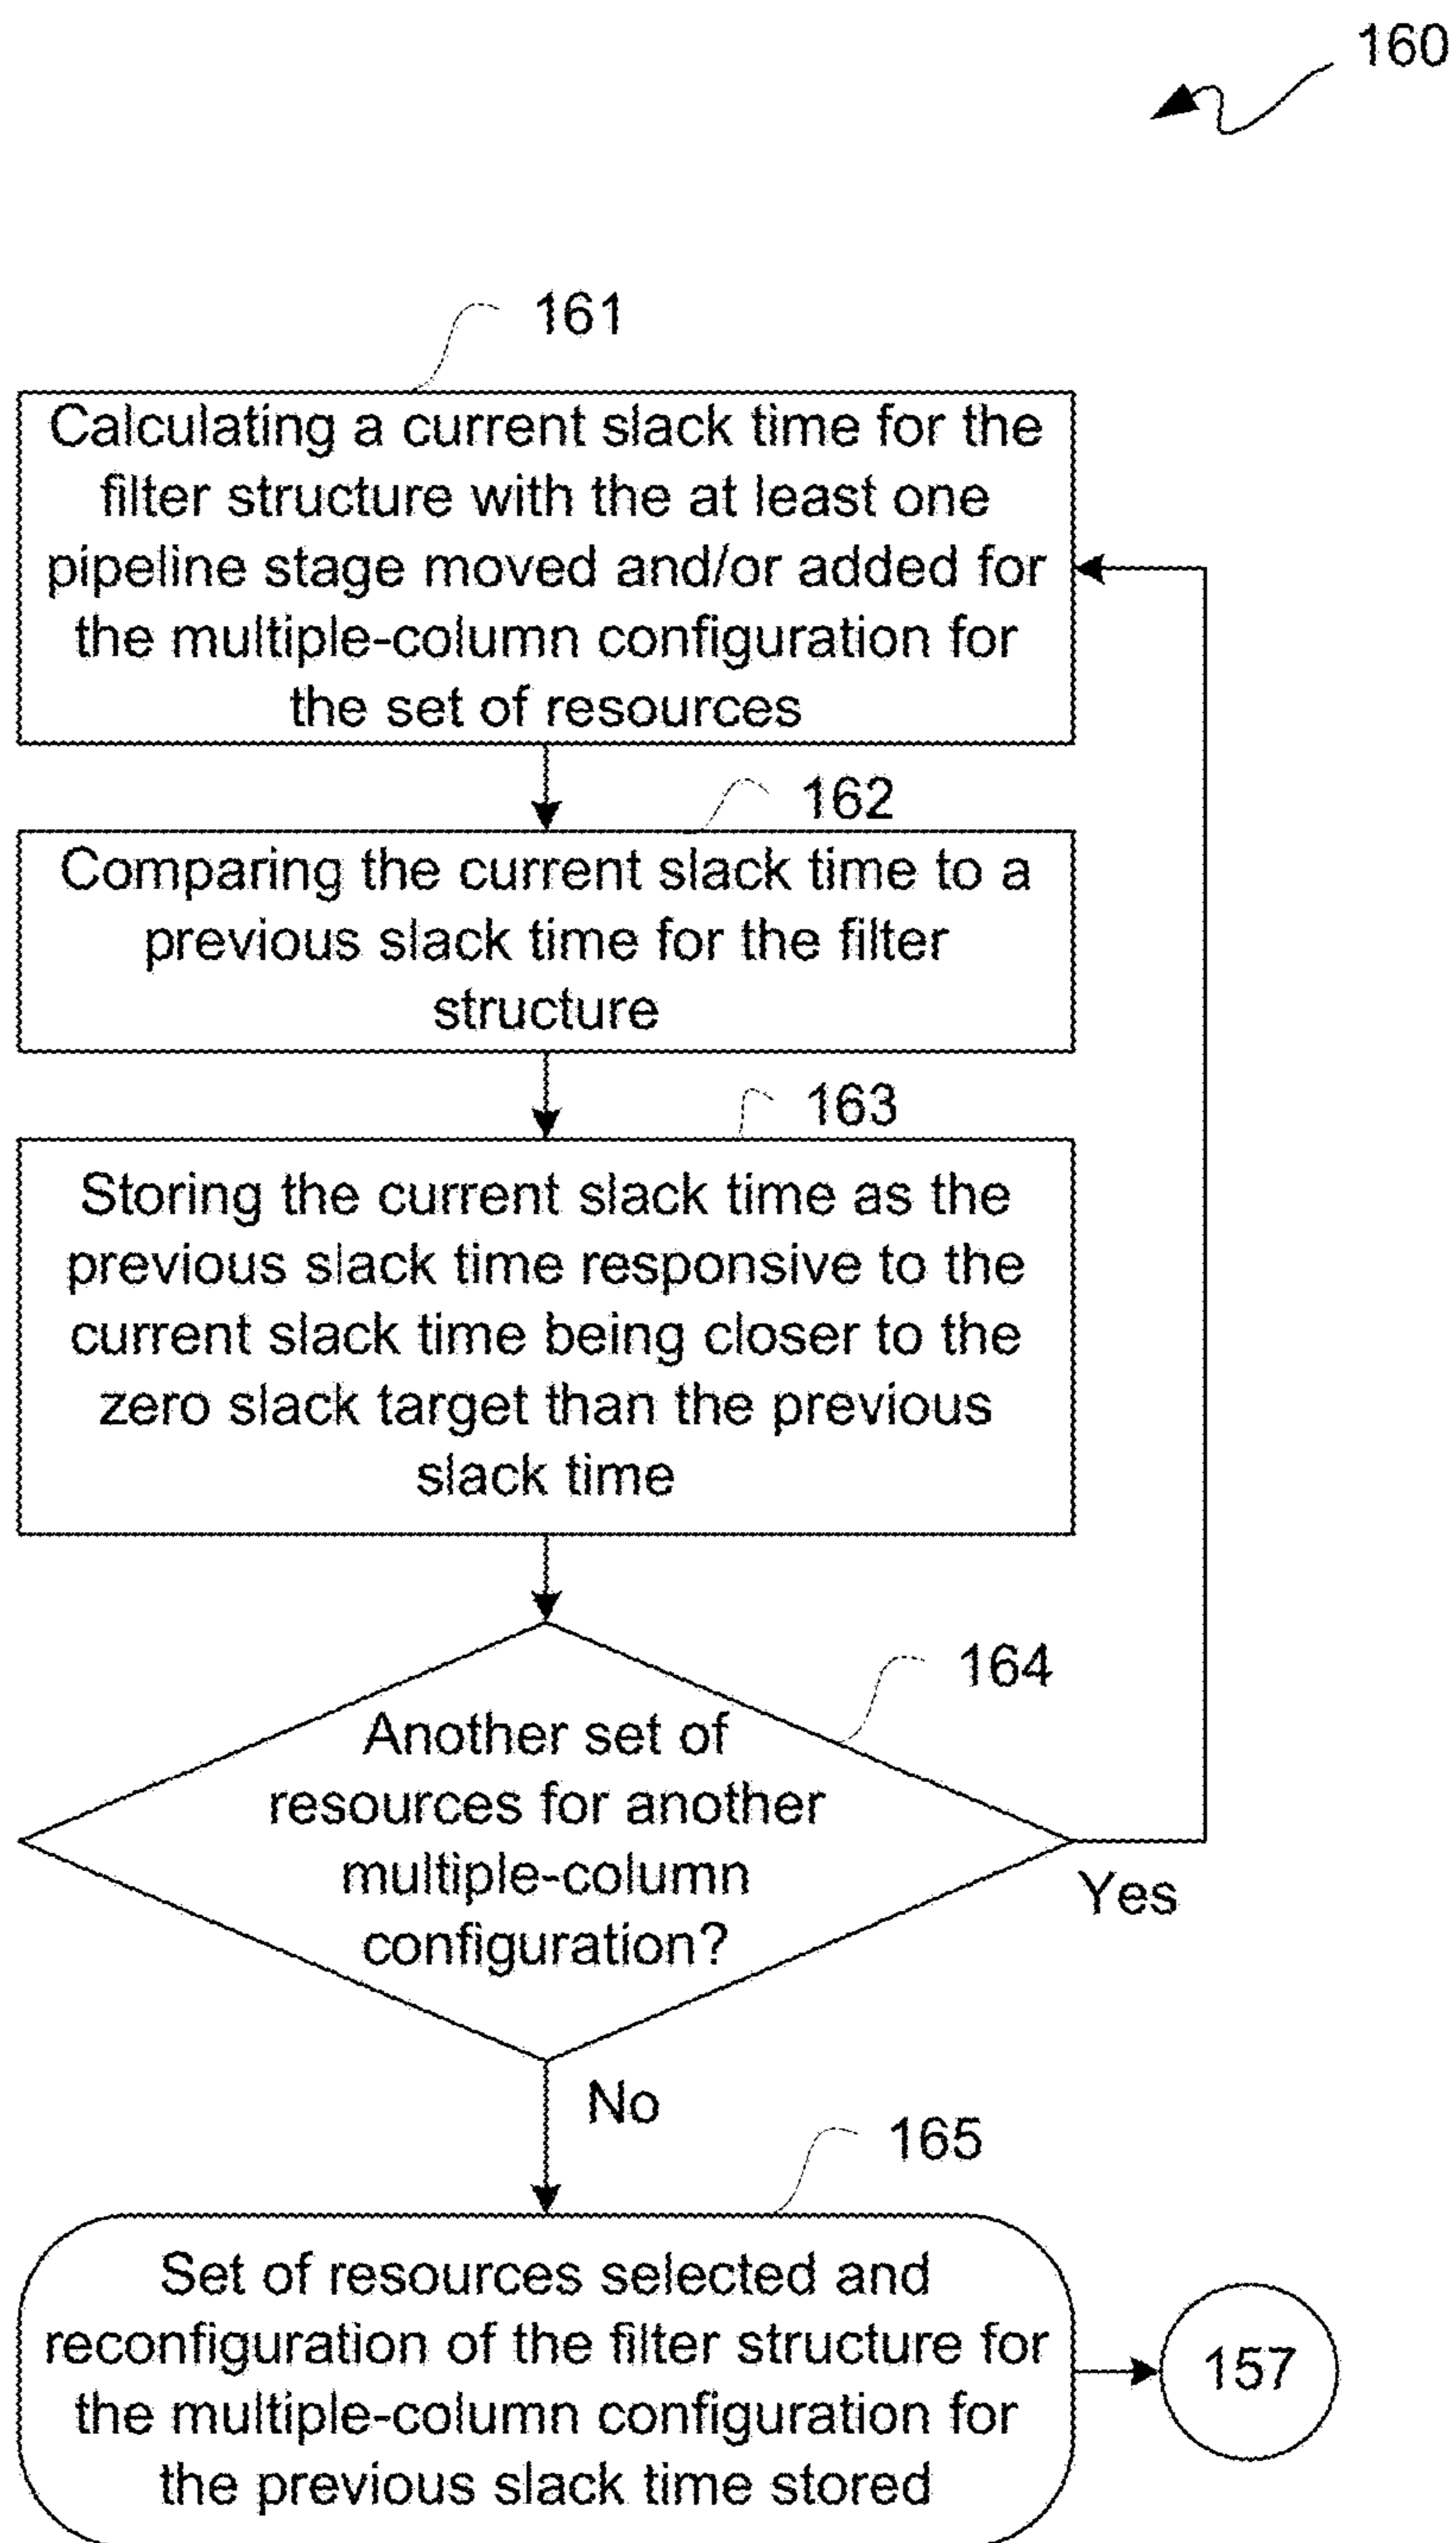 160
161
Calculating a current slack time for the
filter structure with the at least one
pipeline stage moved and/or added for
the multiple-column configuration for
the set of resources
162
Comparing the current slack time to a
previous slack time for the filter
structure
163
Storing the current slack time as the
previous slack time responsive to the
current slack time being closer to the
zero slack target than the previous
slack time
164
Another set of
resources for another
multiple-column
configuration?
Yes
No
165
Set of resources selected and
reconfiguration of the filter structure for
the multiple-column configuration for
the previous slack time stored
157